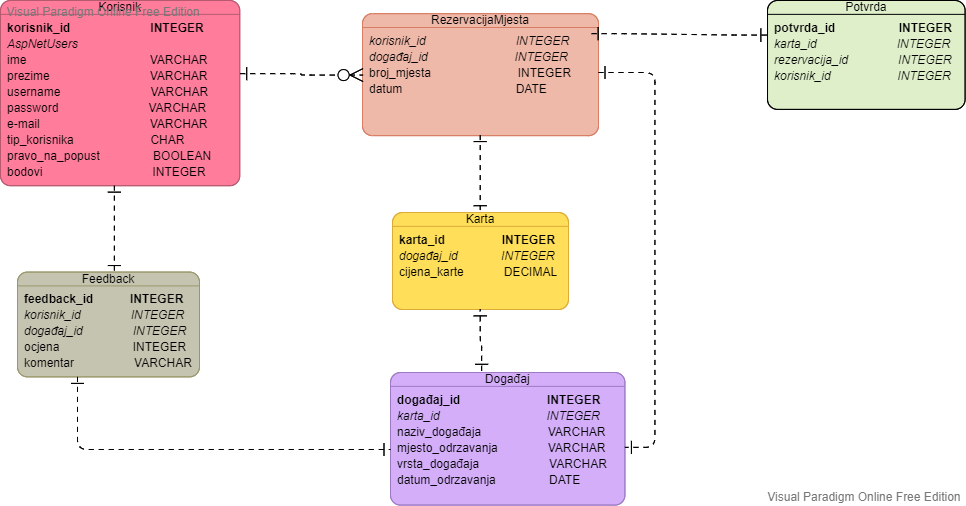 Visual Paradigm Online Free Edition
Korisnik
korisnik_id INTEGER
AspNetUsers
ime VARCHAR
prezime VARCHAR
username VARCHAR
password VARCHAR
e-mail VARCHAR
tip_korisnika CHAR
pravo_na_popust BOOLEAN
bodovi INTEGER
RezervacijaMjesta
korisnik_id INTEGER
događaj_id INTEGER
broj_mjesta INTEGER
datum DATE
Potvrda
potvrda_id INTEGER
karta_id INTEGER
rezervacija_id INTEGER
korisnik_id INTEGER
Karta
karta_id INTEGER
događaj_id INTEGER
cijena_karte DECIMAL
Feedback
feedback_id INTEGER
korisnik_id INTEGER
događaj_id INTEGER
ocjena INTEGER
komentar VARCHAR
Događaj
događaj_id INTEGER
karta_id INTEGER
naziv_događaja VARCHAR
mjesto_odrzavanja VARCHAR
vrsta_događaja VARCHAR
datum_odrzavanja DATE
Visual Paradigm Online Free Edition